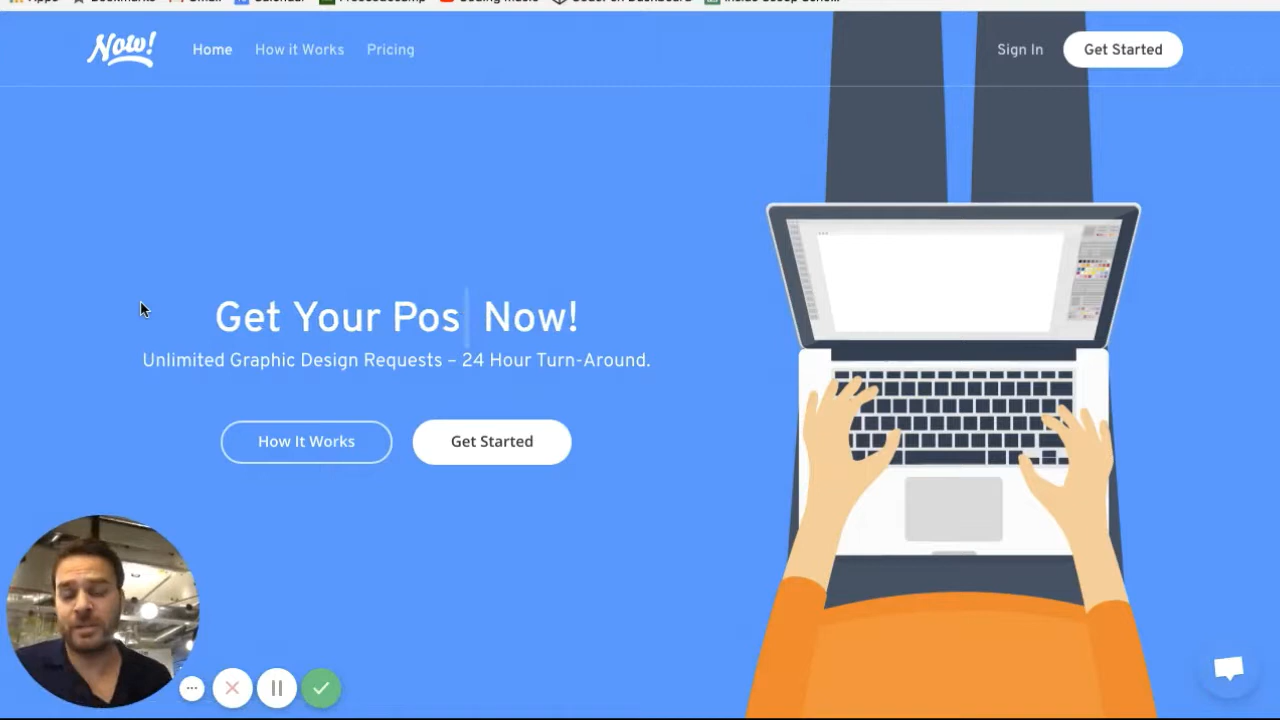 Now!
Home
How it Works
Pricing
Sign In
Get Started
Get Your Pos Now!
Unlimited Graphic Design Requests – 24 Hour Turn-Around.
How It Works
Get Started